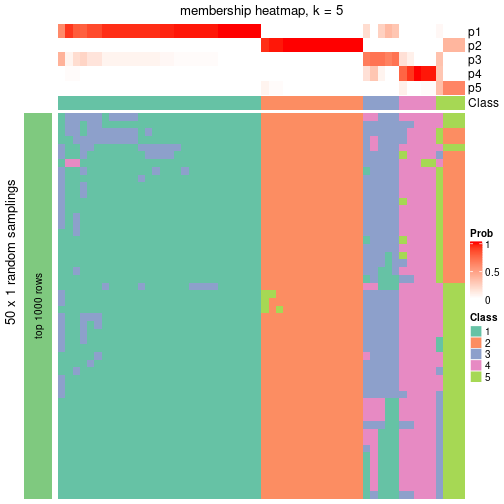 membership heatmap, k = 5
p1
p2
p3
p4
p5
Class
50 x 1 random samplings
top 1000 rows
Prob
1
0.5
0
Class
1
2
3
4
5